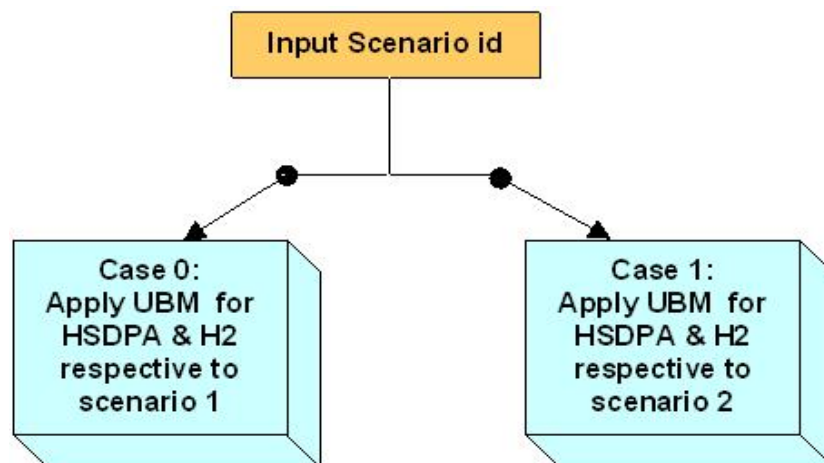 Input Scenario id
Case 0:
Apply UBM for
HSDPA & H2
respective to
scenario 1
Case 1:
Apply UBM for
HSDPA & H2
respective to
scenario 2